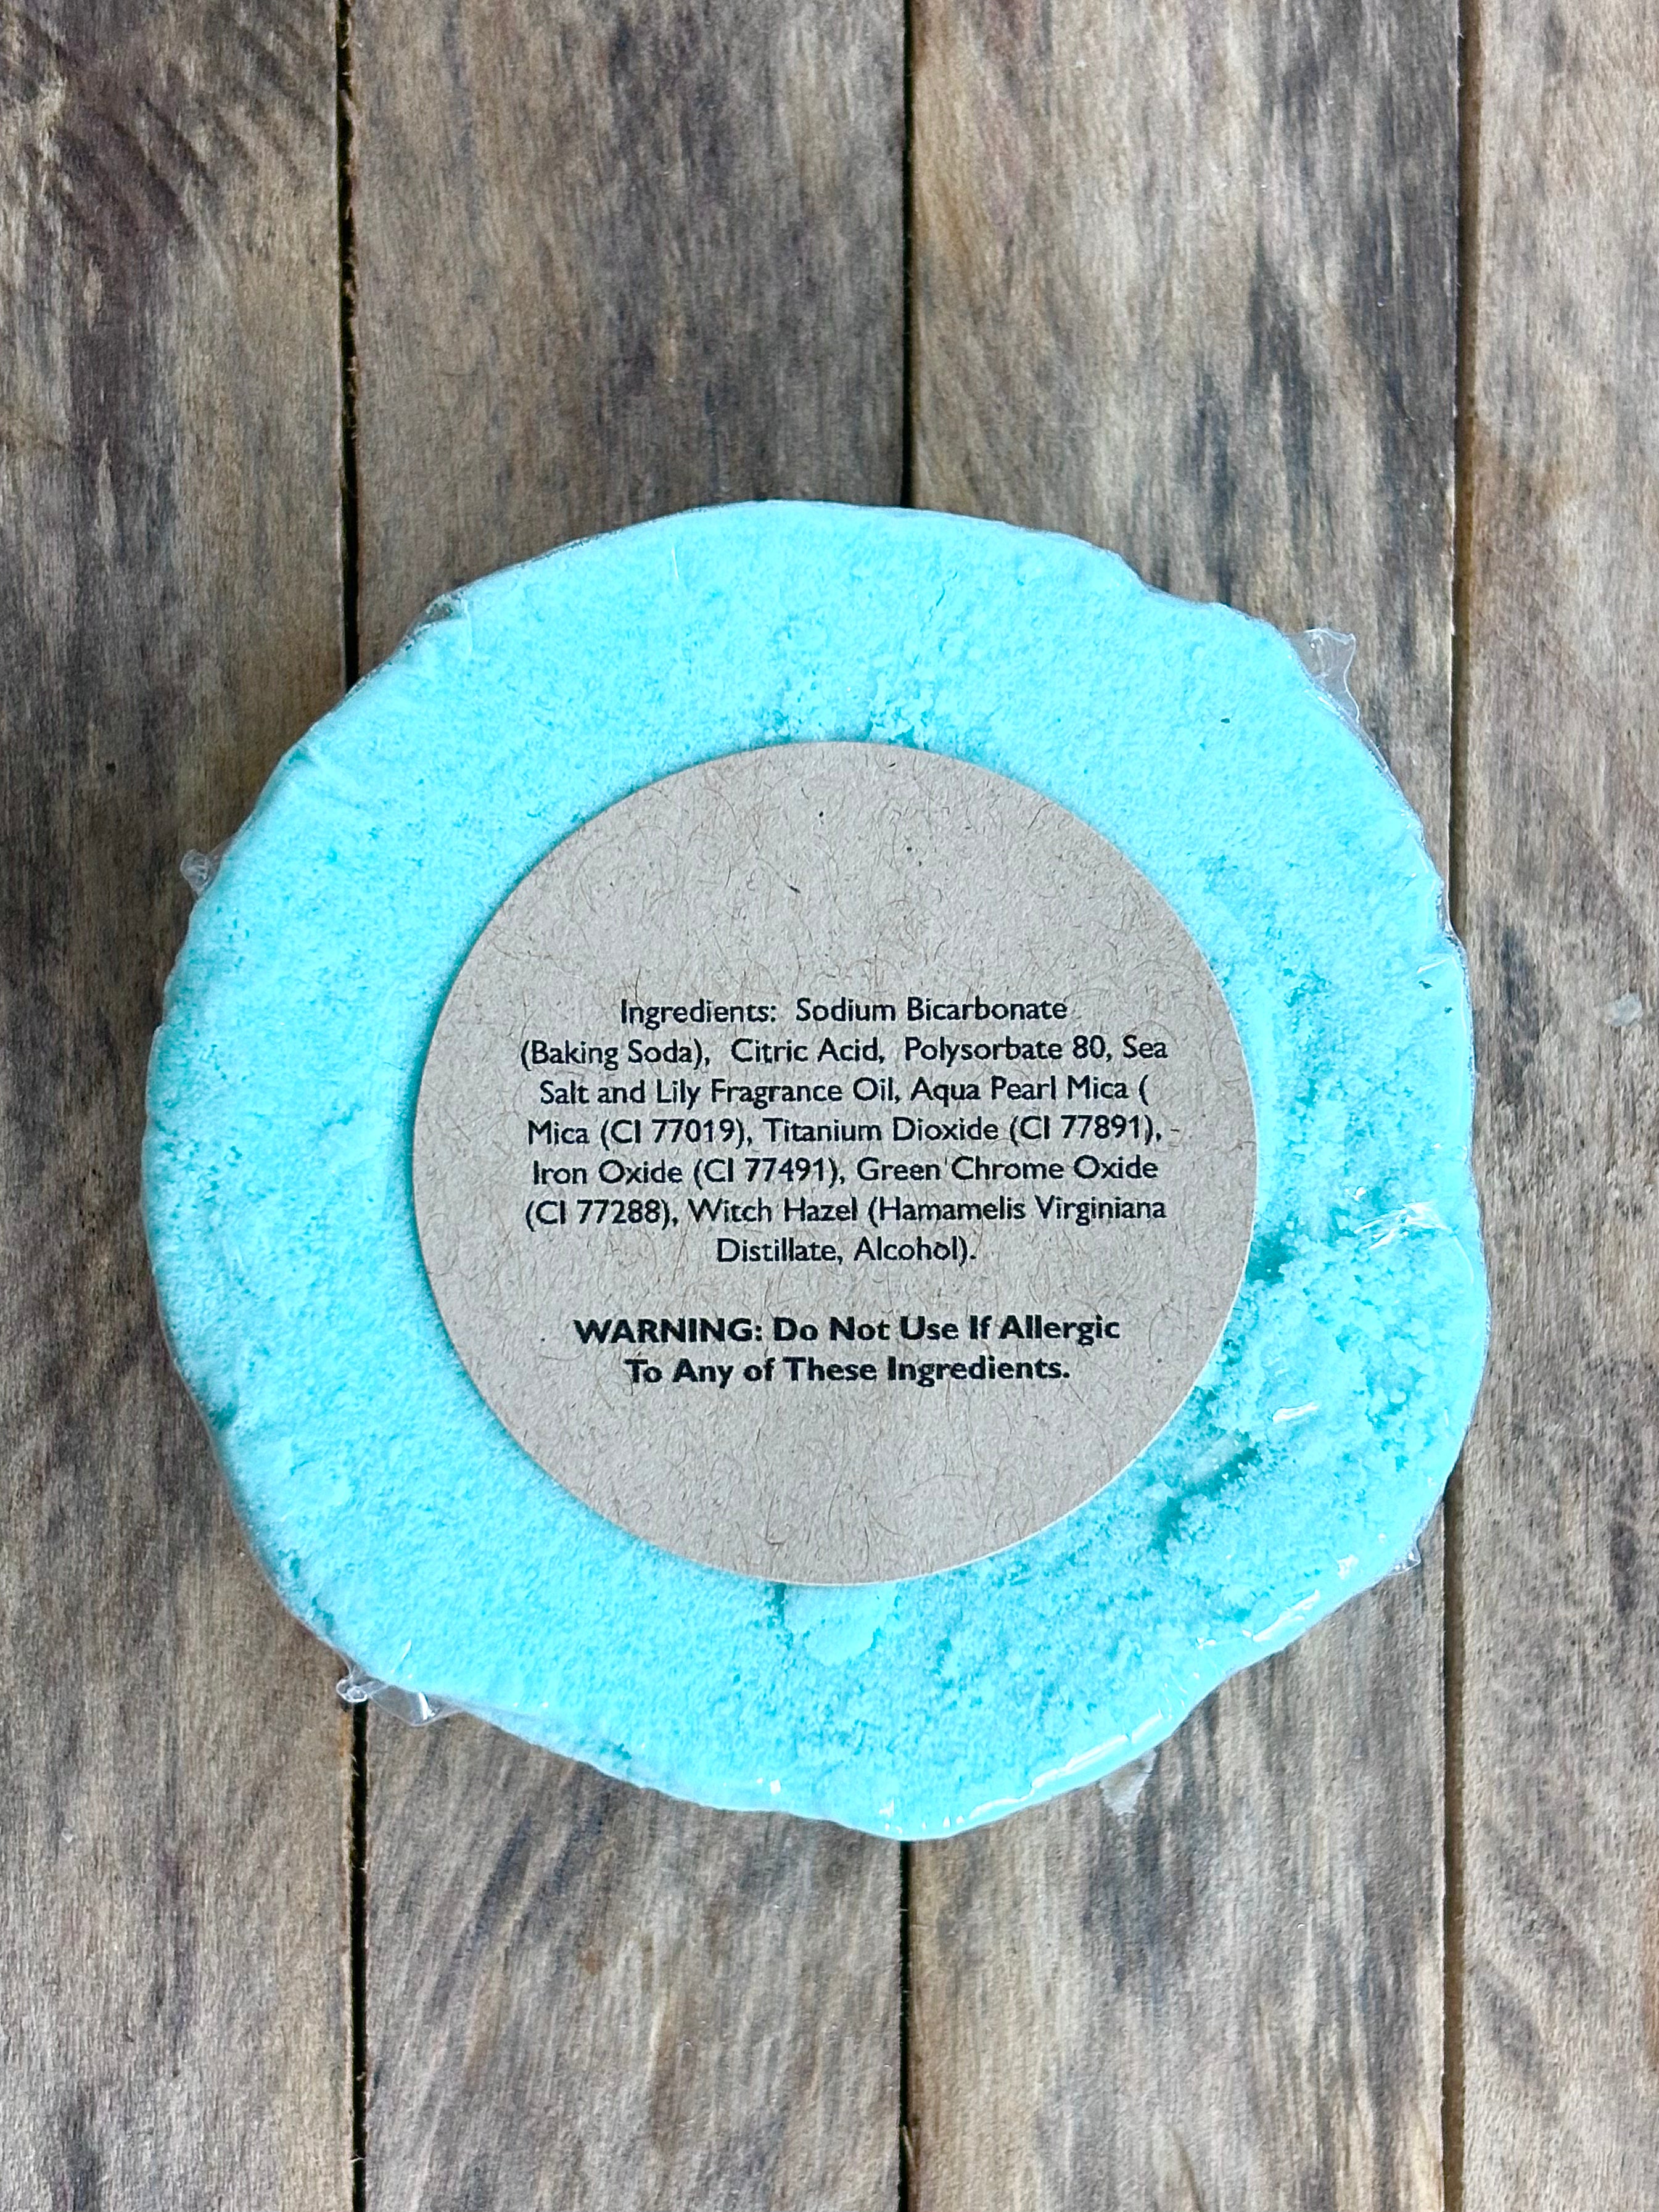 Ingredients: Sodium Bicarbonate
(Baking Soda), Citric Acid, Polysorbate 80, Sea
Salt and Lily Fragrance Oil, Aqua Pearl Mica (
Mica (CI 77019), Titanium Dioxide (CI 77891),
Iron Oxide (CI 77491), Green Chrome Oxide
(CI 77288), Witch Hazel (Hamamelis Virginiana
Distillate, Alcohol).
WARNING: Do Not Use If Allergic
To Any of These Ingredients.